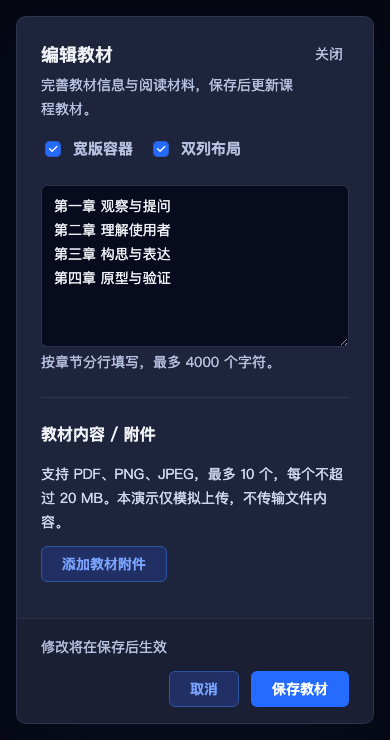 编辑教材
关闭
完善教材信息与阅读材料，保存后更新课
程教材。
宽版容器
双列布局
第一章 观察与提问
第二章 理解使用者
第三章 构思与表达
第四章 原型与验证
按章节分行填写，最多 4000 个字符。
教材内容 / 附件
支持 PDF、PNG、JPEG，最多 10 个，每个不超
过 20 MB。本演示仅模拟上传，不传输文件内
容。
添加教材附件
修改将在保存后生效
取消
保存教材